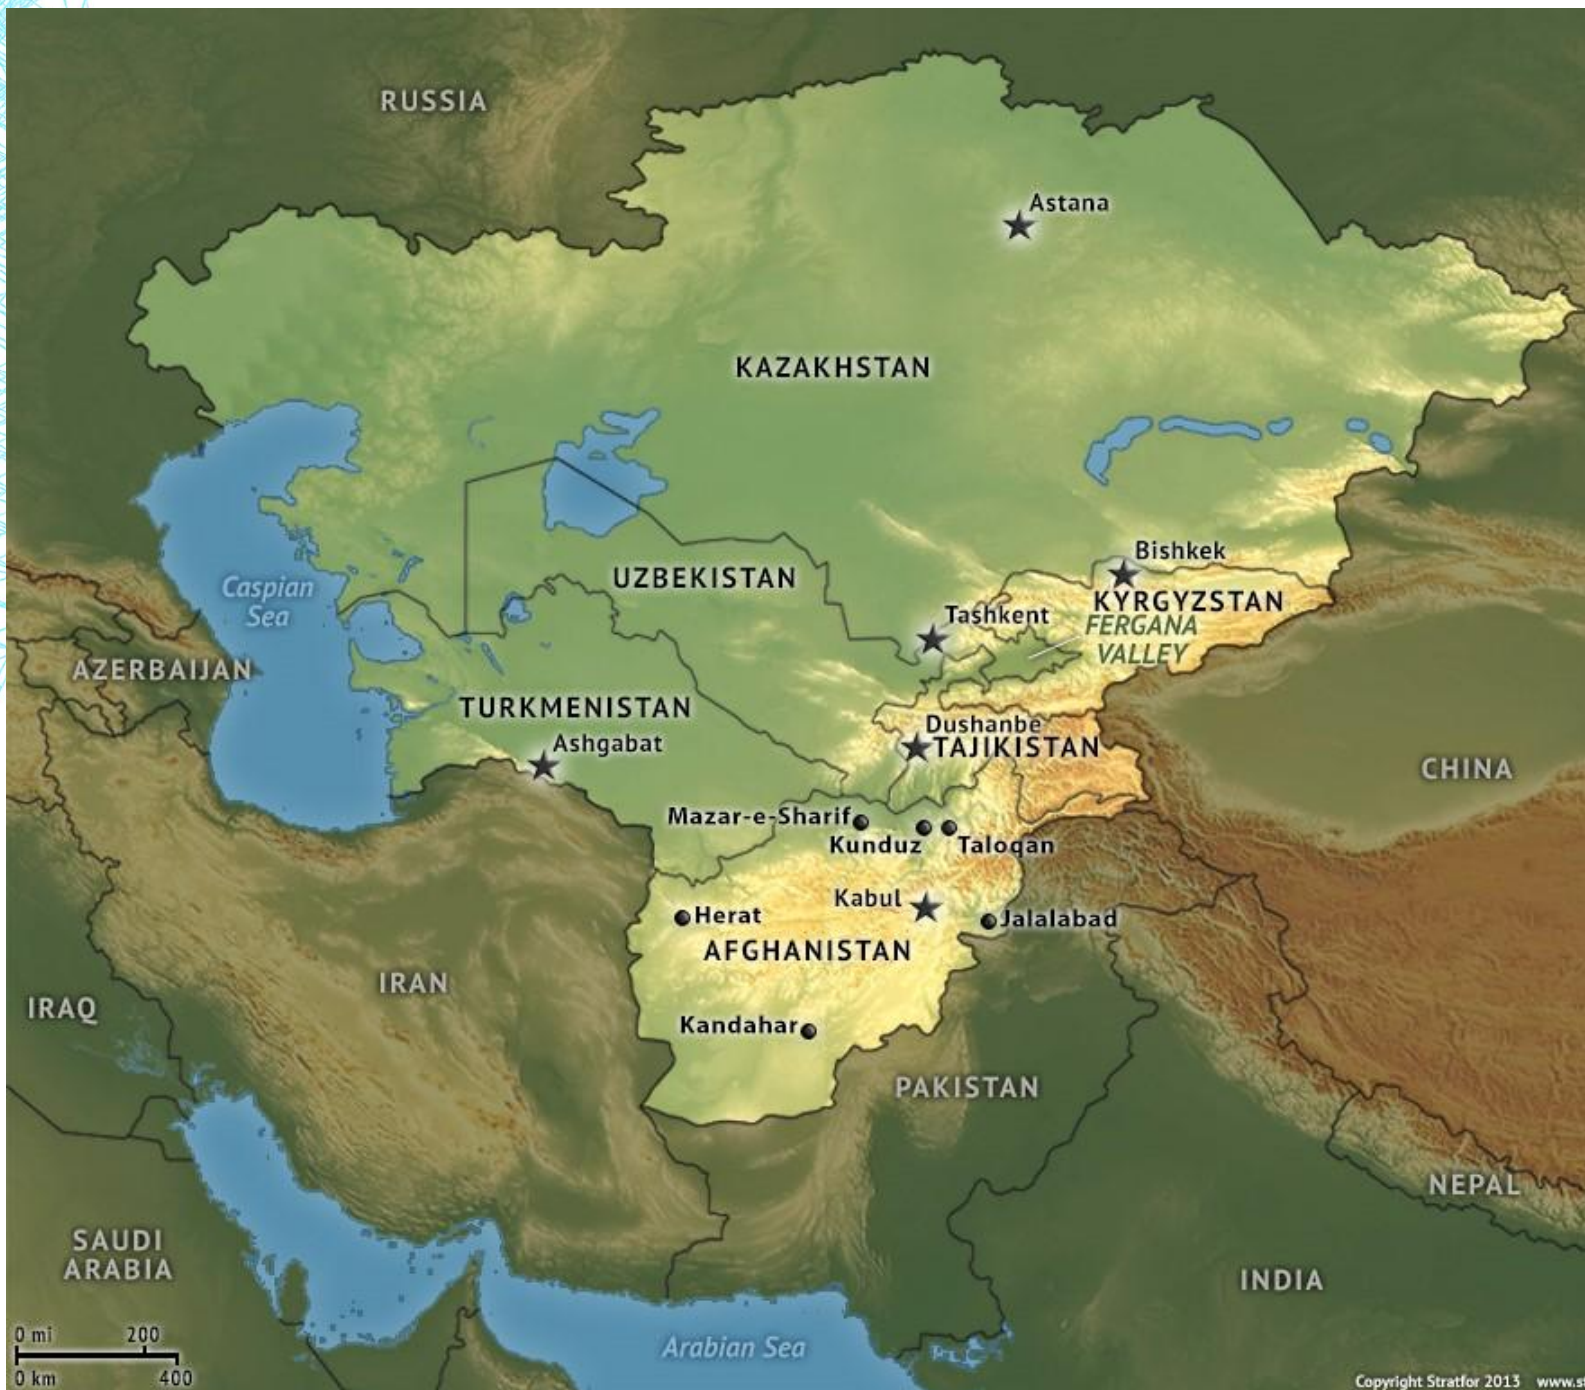 RUSSIA
Astana
KAZAKHSTAN
Bishkek
UZBEKISTAN
KYRGYZSTAN
Caspian
Sea
Tashkent
FERGANA
VALLEY
AZERBAIJAN
TURKMENISTAN
Dushanbe
Ashgabat
TAJIKISTAN
CHINA
Mazar-e-Sharif
Kunduz
Taloqan
Kabul
Herat
Jalalabad
AFGHANISTAN
IRAN
IRAQ
Kandahar
PAKISTAN
NEPAL
SAUDI
ARABIA
INDIA
0 mi 200
Arabian Sea
0 km 400
Copyright Stratfor 2013